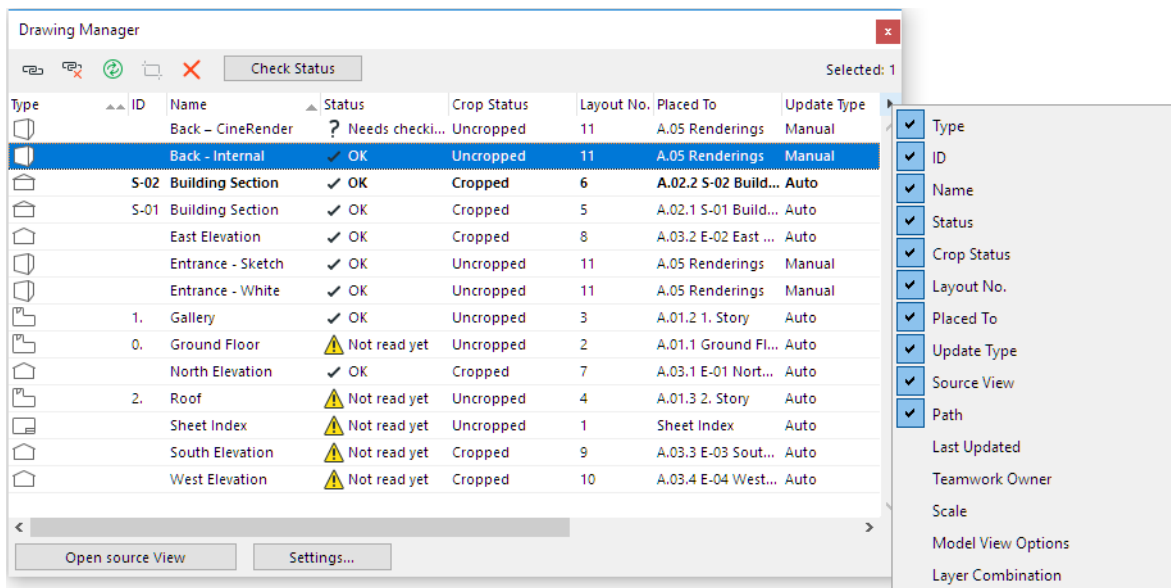 Drawing Manager
x
Check Status
Selected: 1
Type ID Name Status Crop Status Layout No. Placed To Update Type
Back – CineRender ? Needs checki... Uncropped 11 A.05 Renderings Manual
Back - Internal OK Uncropped 11 A.05 Renderings Manual
S-02 Building Section OK Cropped 6 A.02.2 S-02 Build... Auto
S-01 Building Section OK Cropped 5 A.02.1 S-01 Build... Auto
East Elevation OK Cropped 8 A.03.2 E-02 East ... Auto
Entrance - Sketch OK Uncropped 11 A.05 Renderings Manual
Entrance - White OK Uncropped 11 A.05 Renderings Manual
1. Gallery OK Uncropped 3 A.01.2 1. Story Auto
0. Ground Floor Not read yet Uncropped 2 A.01.1 Ground Fl... Auto
North Elevation OK Cropped 7 A.03.1 E-01 Nort... Auto
2. Roof Not read yet Uncropped 4 A.01.3 2. Story Auto
Sheet Index Not read yet Uncropped 1 Sheet Index Auto
South Elevation Not read yet Cropped 9 A.03.3 E-03 Sout... Auto
West Elevation Not read yet Cropped 10 A.03.4 E-04 West... Auto
Open source View
Settings...
Type
ID
Name
Status
Crop Status
Layout No.
Placed To
Update Type
Source View
Path
Last Updated
Teamwork Owner
Scale
Model View Options
Layer Combination